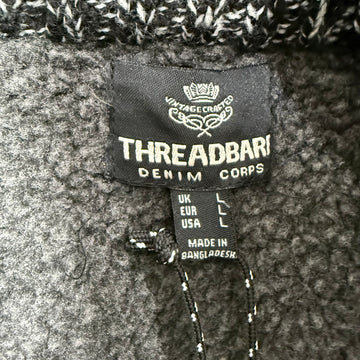 VINTAGE CRAFTED
THREADBARE
DENIM CORPS
UK L
EUR L
USA L
MADE IN
BANGLADESH